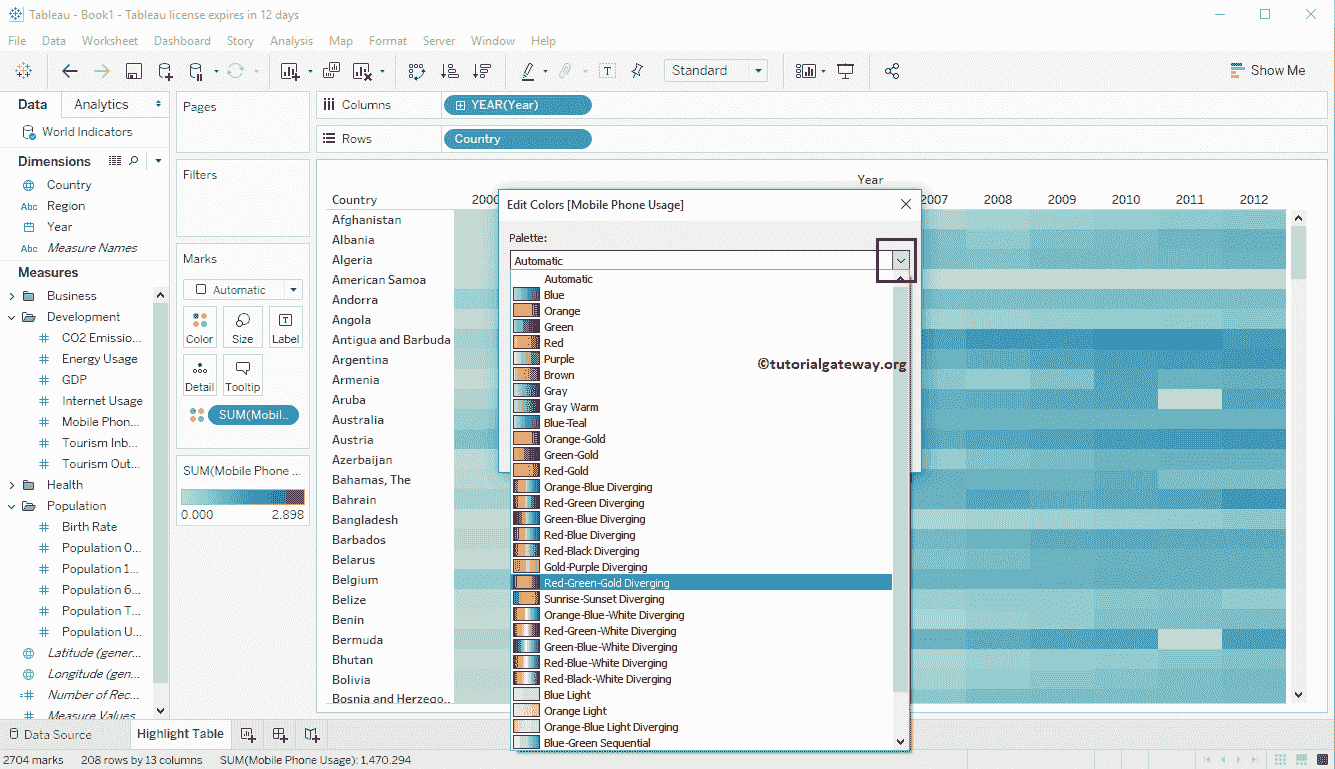 Tableau - Book1 - Tableau license expires in 12 days
File Data Worksheet Dashboard Story Analysis Map Format Server Window Help
Standard
Show Me
Data Analytics
World Indicators
Dimensions
Country
Abc Region
Year
Abc Measure Names
Measures
Business
Development
CO2 Emissio...
Energy Usage
GDP
Internet Usage
Mobile Phon...
Tourism Inb...
Tourism Out...
Health
Population
Birth Rate
Population 0...
Population 1...
Population 6...
Population T...
Population U...
Latitude (gener...
Longitude (gen...
Number of Rec...
Measure Values
Pages
Filters
Marks
Automatic
Color Size Label
Detail Tooltip
SUM(Mobil..
SUM(Mobile Phone ...
0.000 2.898
Columns YEAR(Year)
Rows Country
Year
Country 2000 2007 2008 2009 2010 2011 2012
Afghanistan
Albania
Algeria
American Samoa
Andorra
Angola
Antigua and Barbuda
Argentina
Armenia
Aruba
Australia
Austria
Azerbaijan
Bahamas, The
Bahrain
Bangladesh
Barbados
Belarus
Belgium
Belize
Benin
Bermuda
Bhutan
Bolivia
Bosnia and Herzego..
Edit Colors [Mobile Phone Usage]
Palette:
Automatic
Automatic
Blue
Orange
Green
Red
Purple
Brown
Gray
Gray Warm
Blue-Teal
Orange-Gold
Green-Gold
Red-Gold
Orange-Blue Diverging
Red-Green Diverging
Green-Blue Diverging
Red-Blue Diverging
Red-Black Diverging
Gold-Purple Diverging
Red-Green-Gold Diverging
Sunrise-Sunset Diverging
Orange-Blue-White Diverging
Red-Green-White Diverging
Green-Blue-White Diverging
Red-Blue-White Diverging
Red-Black-White Diverging
Blue Light
Orange Light
Orange-Blue Light Diverging
Blue-Green Sequential
©tutorialgateway.org
Data Source Highlight Table
2704 marks 208 rows by 13 columns SUM(Mobile Phone Usage): 1,470.294